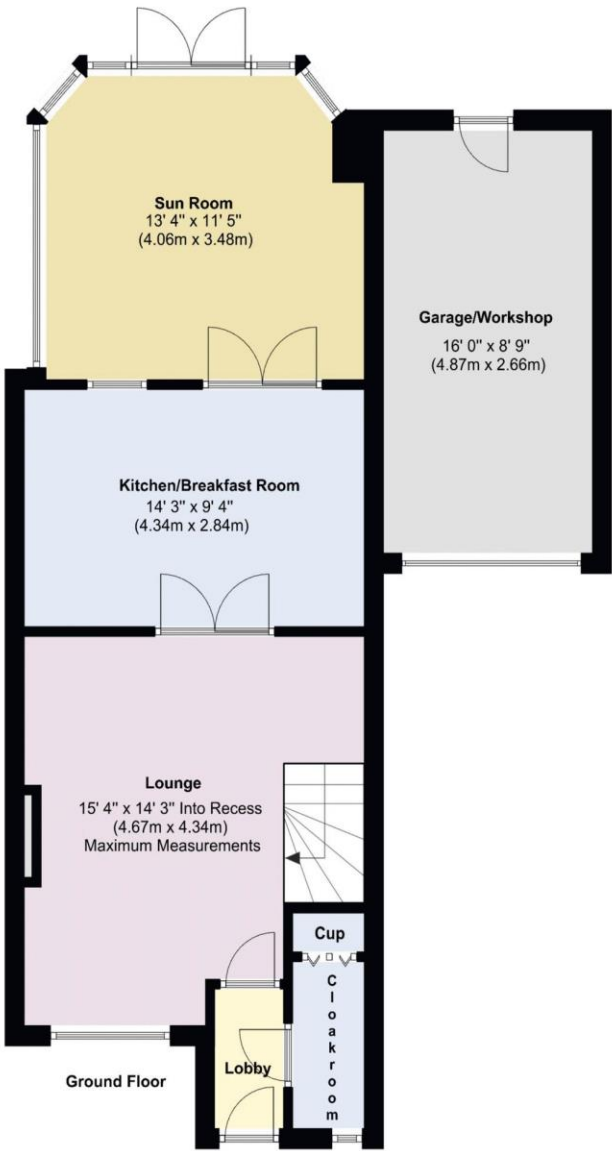 Sun Room
13' 4" x 11' 5"
(4.06m x 3.48m)
Garage/Workshop
16' 0" x 8' 9"
(4.87m x 2.66m)
Kitchen/Breakfast Room
14' 3" x 9' 4"
(4.34m x 2.84m)
Lounge
15' 4" x 14' 3" Into Recess
(4.67m x 4.34m)
Maximum Measurements
Cup
Cloakroom
Lobby
Ground Floor